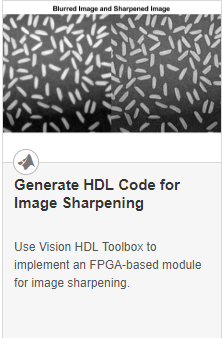 Blurred Image and Sharpened Image
Generate HDL Code for
Image Sharpening
Use Vision HDL Toolbox to
implement an FPGA-based module
for image sharpening.